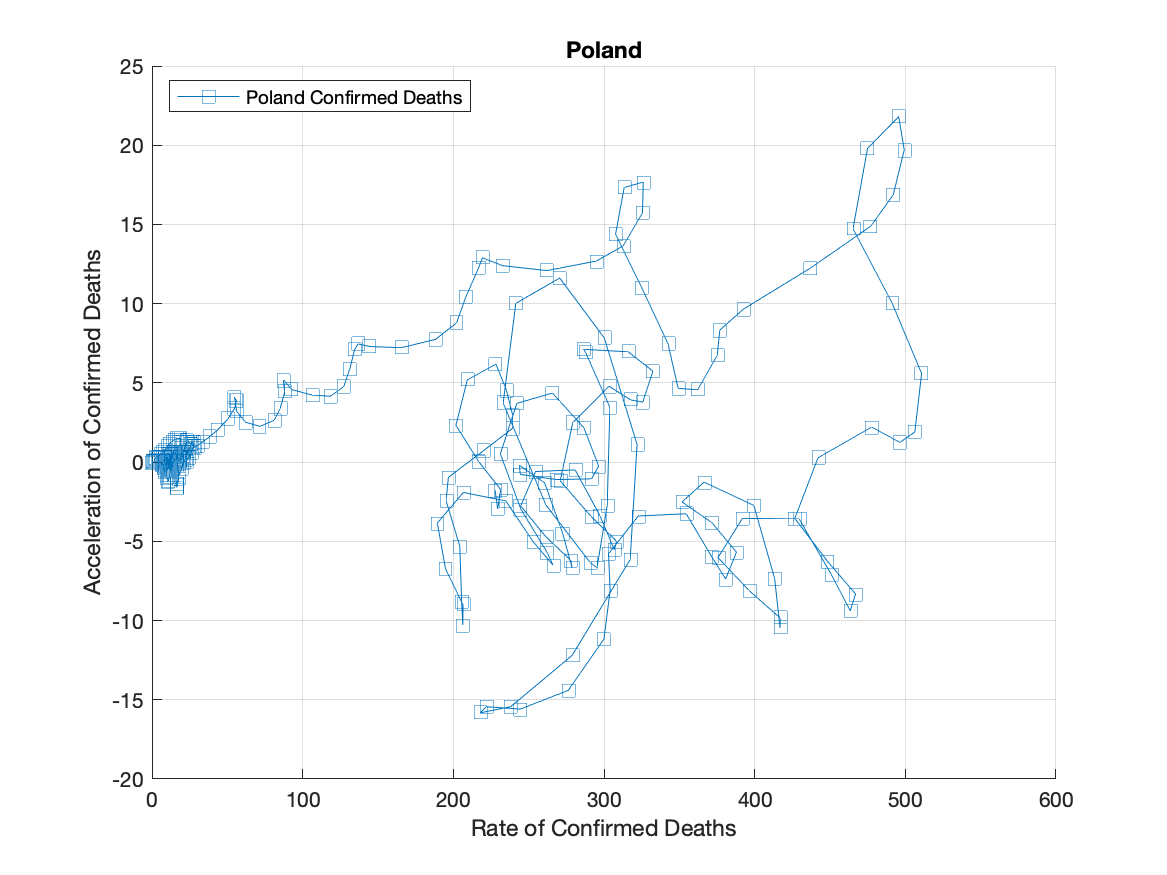 Poland
Poland Confirmed Deaths
25
20
15
10
5
0
-5
-10
-15
-20
Acceleration of Confirmed Deaths
0 100 200 300 400 500 600
Rate of Confirmed Deaths